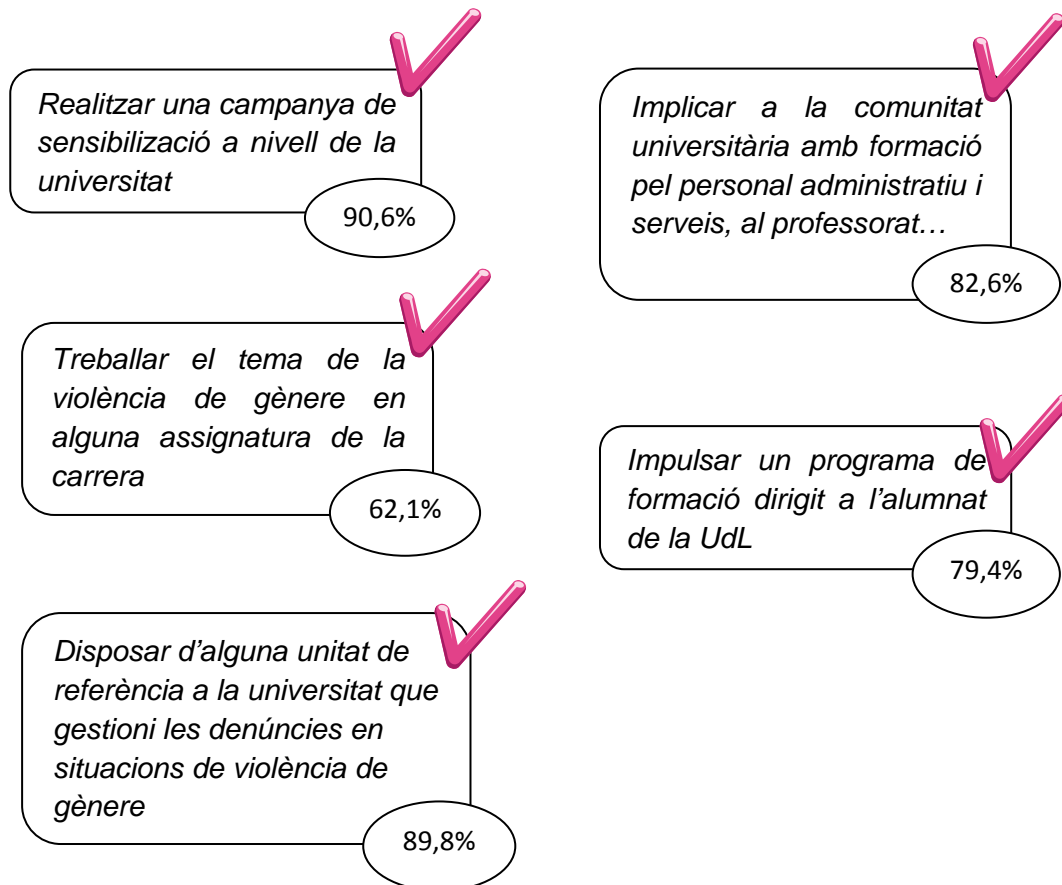 Realitzar una campanya de
sensibilizació a nivell de la
universitat
90,6%
Implicar a la comunitat
universitària amb formació
pel personal administratiu i
serveis, al professorat…
82,6%
Treballar el tema de la
violència de gènere en
alguna assignatura de la
carrera
62,1%
Impulsar un programa de
formació dirigit a l’alumnat
de la UdL
79,4%
Disposar d’alguna unitat de
referència a la universitat que
gestioni les denúncies en
situacions de violència de
gènere
89,8%